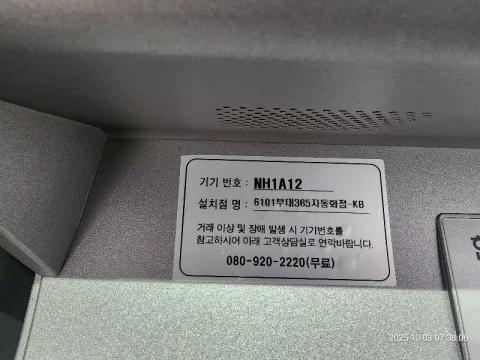 기기 번호 : NH1A12
설치점 명 : 6101부대365자동화점-KB
거래 이상 및 장애 발생 시 기기번호를
참고하시어 아래 고객상담실로 연락바랍니다.
080-920-2220(무료)
2025-10-03 07:38:06